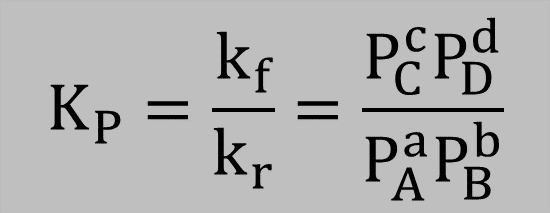 K_P = k_f / k_r = P_C^c P_D^d / P_A^a P_B^b